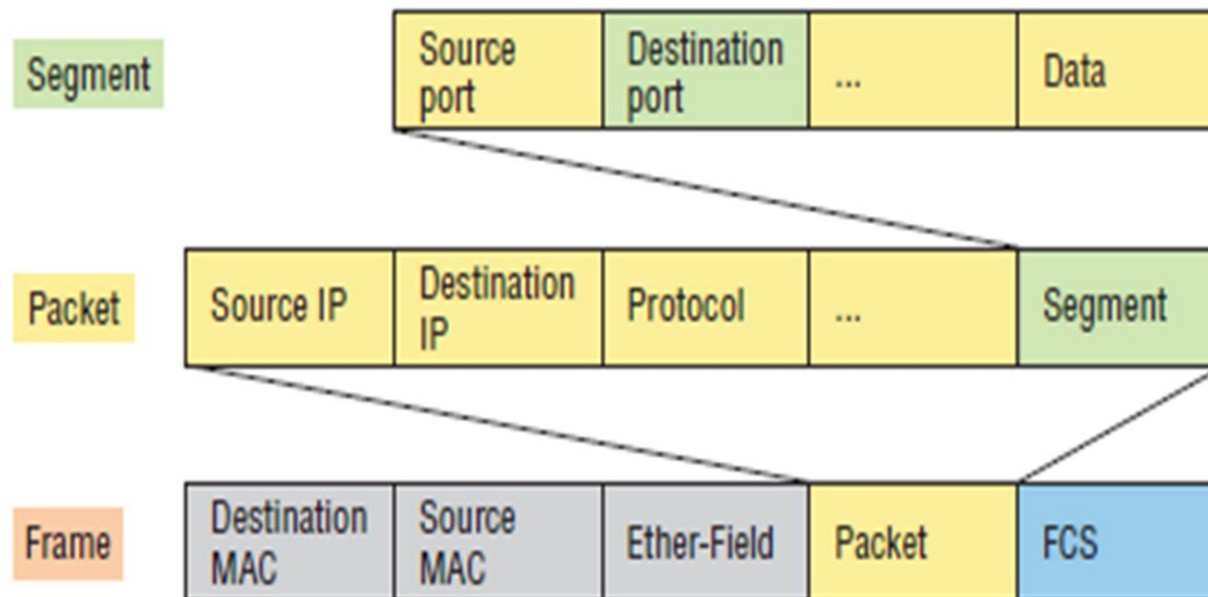 Segment
Source
port
Destination
port
...
Data
Packet
Source IP
Destination
IP
Protocol
...
Segment
Frame
Destination
MAC
Source
MAC
Ether-Field
Packet
FCS